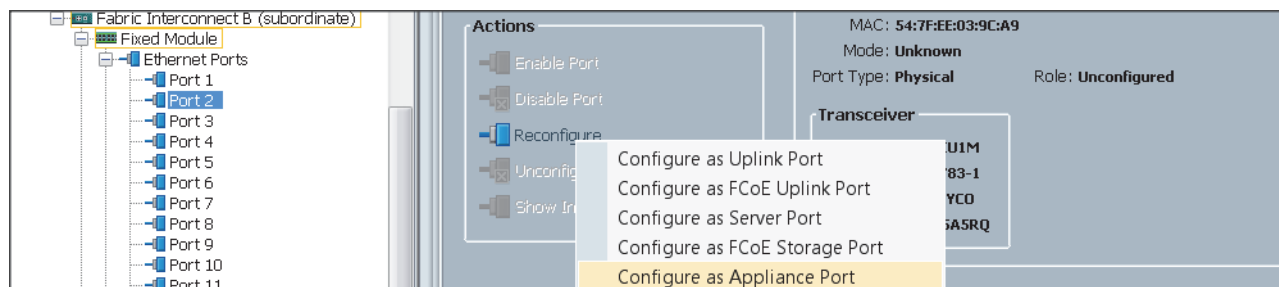 Fabric Interconnect B (subordinate)
Fixed Module
Ethernet Ports
Port 1
Port 2
Port 3
Port 4
Port 5
Port 6
Port 7
Port 8
Port 9
Port 10
Port 11
Actions
Enable Port
Disable Port
Reconfigure
Configure as Uplink Port
Configure as FCoE Uplink Port
Configure as Server Port
Configure as FCoE Storage Port
Configure as Appliance Port
MAC: 54:7F:EE:03:9C:A9
Mode: Unknown
Port Type: Physical Role: Unconfigured
Transceiver